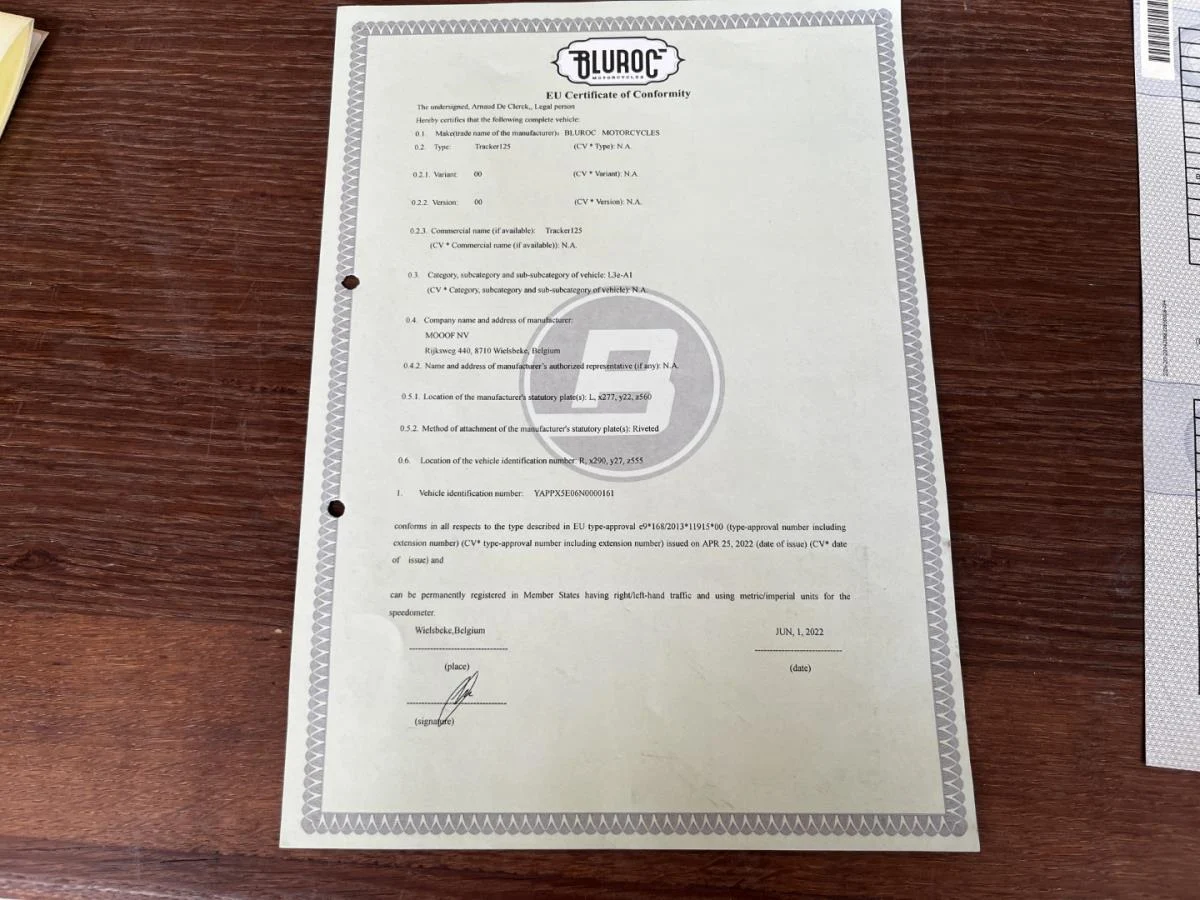 BLUROC
MOTORCYCLES
EU Certificate of Conformity
The undersigned, Arnaud De Clerck,, Legal person
Hereby certifies that the following complete vehicle:
0.1. Make(trade name of the manufacturer): BLUROC MOTORCYCLES
0.2. Type: Tracker125 (CV * Type): N.A.
0.2.1. Variant: 00 (CV * Variant): N.A.
0.2.2. Version: 00 (CV * Version): N.A.
0.2.3. Commercial name (if available): Tracker125
(CV * Commercial name (if available)): N.A.
0.3. Category, subcategory and sub-subcategory of vehicle: L3e-A1
(CV * Category, subcategory and sub-subcategory of vehicle): N.A.
0.4. Company name and address of manufacturer:
MOOOF NV
Rijksweg 440, 8710 Wielsbeke, Belgium
0.4.2. Name and address of manufacturer's authorized representative (if any): N.A.
0.5.1. Location of the manufacturer's statutory plate(s): L, x277, y22, z560
0.5.2. Method of attachment of the manufacturer's statutory plate(s): Riveted
0.6. Location of the vehicle identification number: R, x290, y27, z555
1. Vehicle identification number: YAPPX5E06N0000161
conforms in all respects to the type described in EU type-approval e9*168/2013*11915*00 (type-approval number including
extension number) (CV* type-approval number including extension number) issued on APR 25, 2022 (date of issue) (CV* date
of issue) and
can be permanently registered in Member States having right/left-hand traffic and using metric/imperial units for the
speedometer.
Wielsbeke,Belgium JUN, 1, 2022
(place) (date)
(signature)